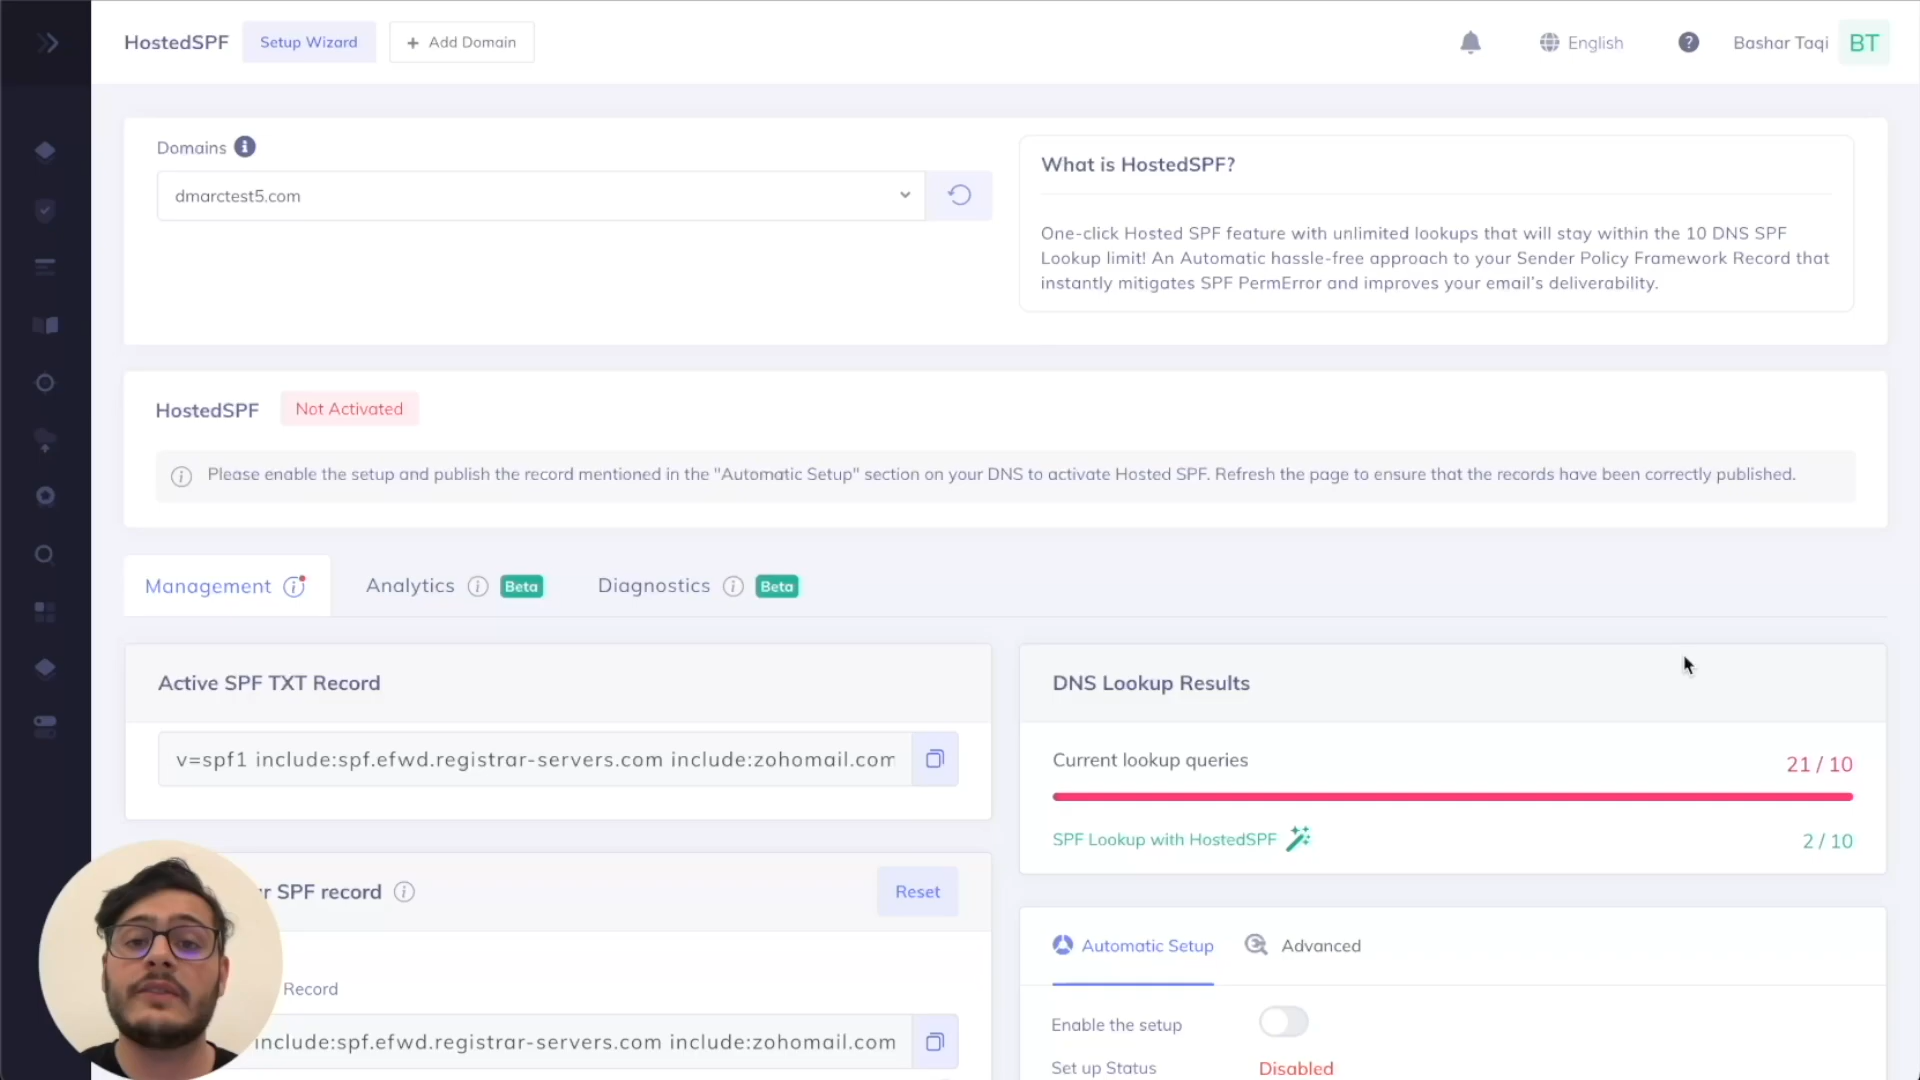 HostedSPF
Setup Wizard
+ Add Domain
English
?
Bashar Taqi
BT
Domains
dmarctest5.com
What is HostedSPF?
One-click Hosted SPF feature with unlimited lookups that will stay within the 10 DNS SPF
Lookup limit! An Automatic hassle-free approach to your Sender Policy Framework Record that
instantly mitigates SPF PermError and improves your email's deliverability.
HostedSPF
Not Activated
Please enable the setup and publish the record mentioned in the "Automatic Setup" section on your DNS to activate Hosted SPF. Refresh the page to ensure that the records have been correctly published.
Management
Analytics
Beta
Diagnostics
Beta
Active SPF TXT Record
v=spf1 include:spf.efwd.registrar-servers.com include:zohomail.com
DNS Lookup Results
Current lookup queries
21 / 10
SPF Lookup with HostedSPF
2 / 10
SPF record
Reset
Record
include:spf.efwd.registrar-servers.com include:zohomail.com
Automatic Setup
Advanced
Enable the setup
Set up Status
Disabled